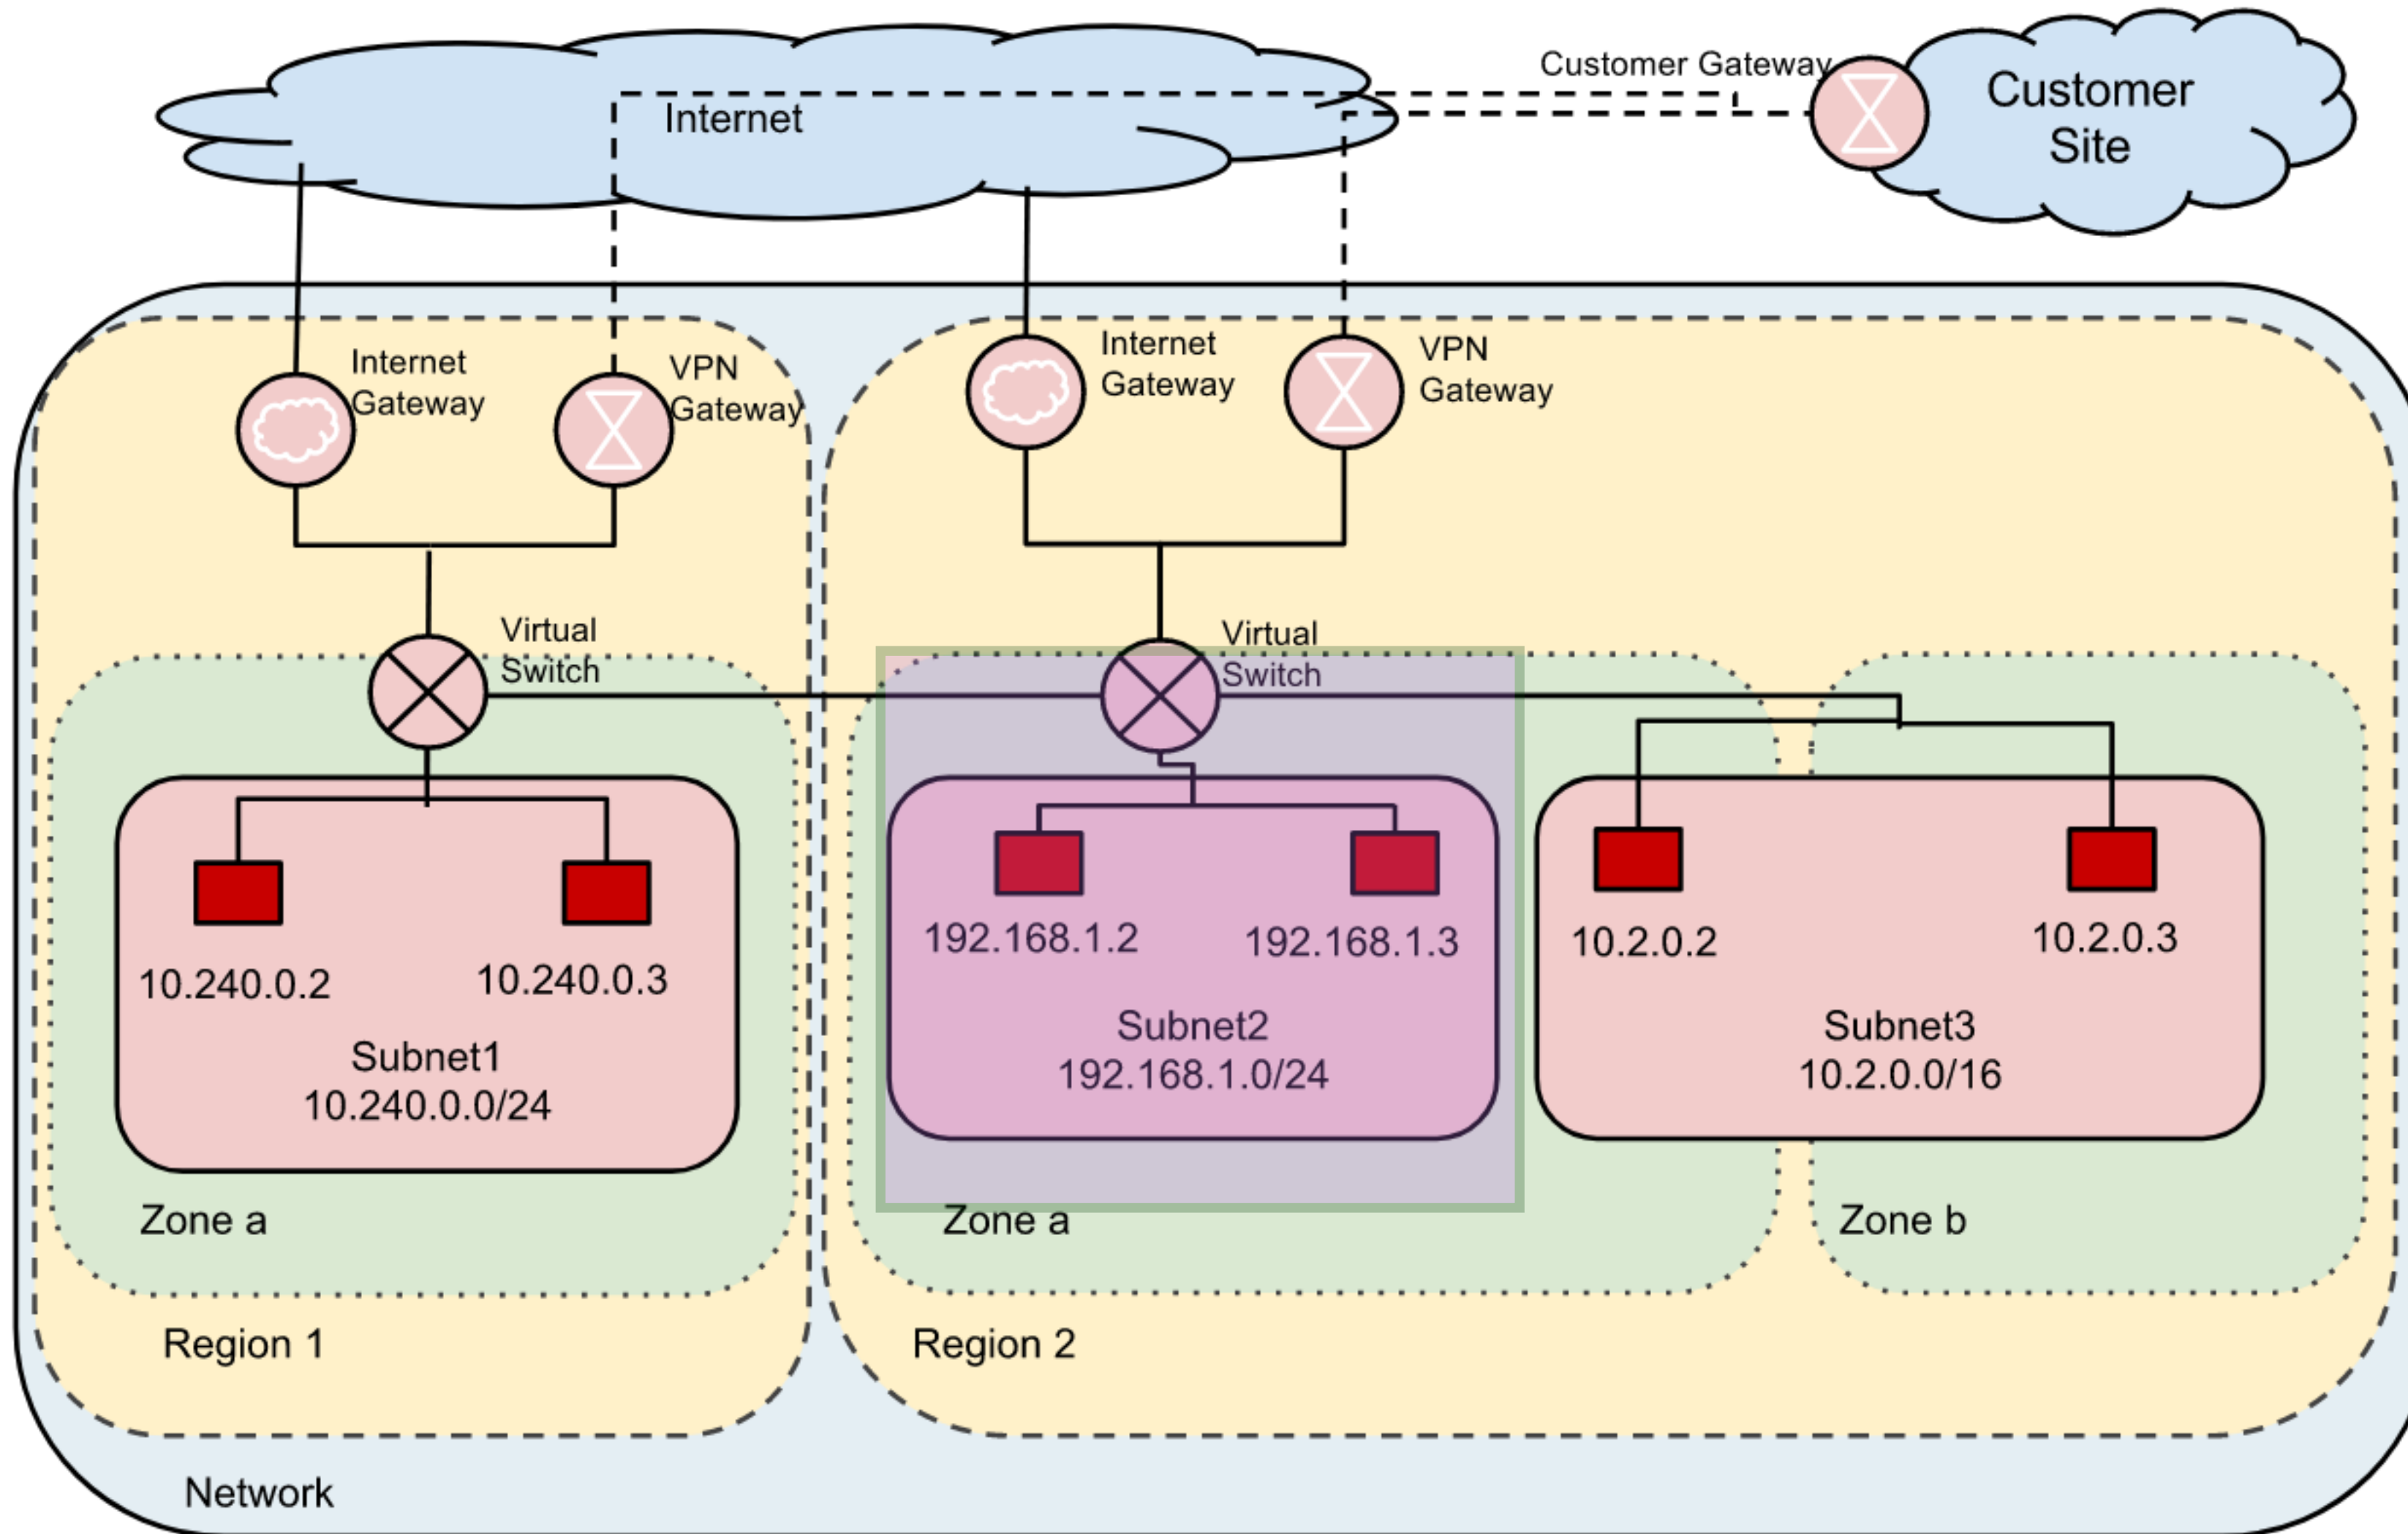 Internet
Customer Gateway
Customer
Site
Internet
Gateway
VPN
Gateway
Internet
Gateway
VPN
Gateway
Virtual
Switch
Virtual
Switch
10.240.0.2
10.240.0.3
Subnet1
10.240.0.0/24
Zone a
Region 1
192.168.1.2
192.168.1.3
Subnet2
192.168.1.0/24
Zone a
10.2.0.2
10.2.0.3
Subnet3
10.2.0.0/16
Zone b
Region 2
Network